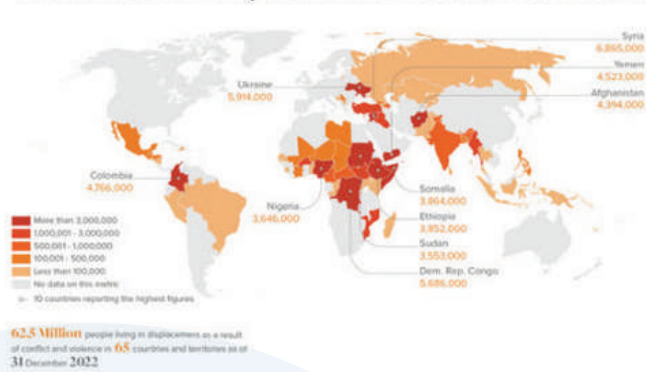 Syria
6,865,000
Yemen
4,523,000
Afghanistan
4,394,000
Ukraine
5,914,000
Colombia
4,766,000
Nigeria
3,646,000
Somalia
3,864,000
Ethiopia
3,852,000
Sudan
3,553,000
Dem. Rep. Congo
5,686,000
More than 3,000,000
1,000,001 - 3,000,000
500,001 - 1,000,000
100,001 - 500,000
Less than 100,000
No data on this metric
10 countries reporting the highest figures
62.5 Million people living in displacement as a result
of conflict and violence in 65 countries and territories as of
31 December 2022